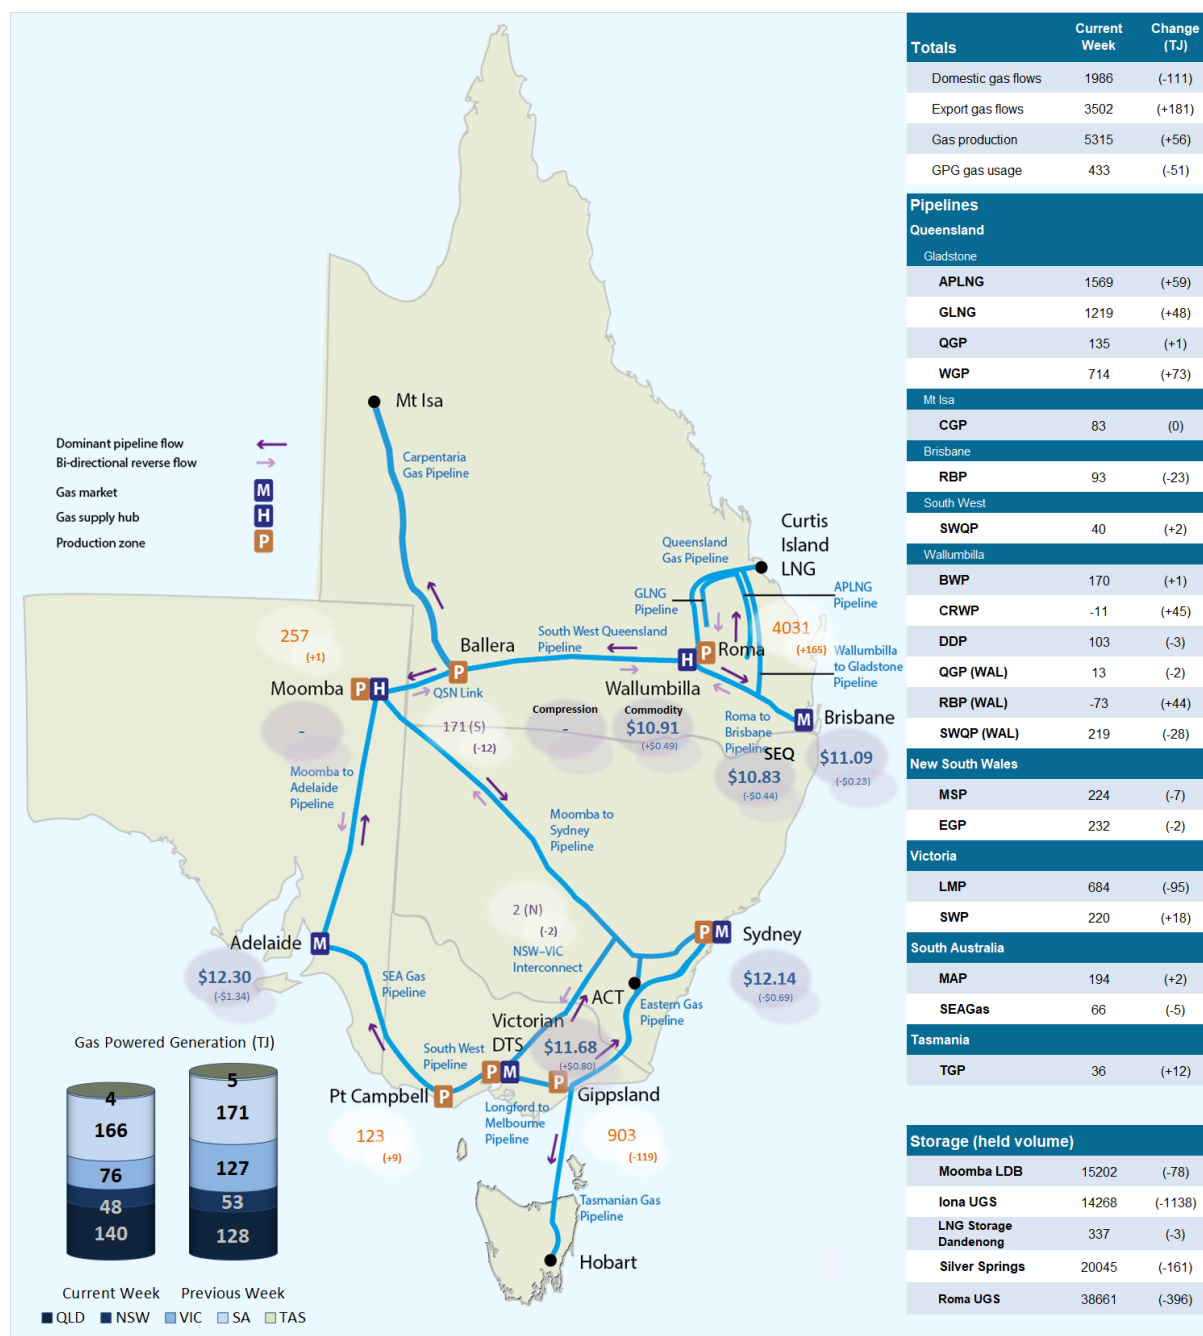 Mt Isa
Dominant pipeline flow
Bi-directional reverse flow
Gas market M
Gas supply hub H
Production zone P
Carpentaria
Gas Pipeline
Curtis
Island
LNG
Queensland
Gas Pipeline
GLNG
Pipeline
APLNG
Pipeline
4031
(+165)
Wallumbilla
to Gladstone
Pipeline
257
(+1)
Ballera
P
South West Queensland
Pipeline
H P Roma
Moomba P H
QSN Link
Wallumbilla
M Brisbane
-
171 (S)
(-12)
Compression
-
Commodity
$10.91
(+$0.49)
Roma to
Brisbane
Pipeline
SEQ
$10.83
(-$0.44)
$11.09
(-$0.23)
Moomba to
Adelaide
Pipeline
Moomba to
Sydney
Pipeline
2 (N)
(-2)
NSW–VIC
Interconnect
Adelaide M
$12.30
(-$1.34)
SEA Gas
Pipeline
P M Sydney
$12.14
(-$0.69)
ACT
Eastern Gas
Pipeline
Victorian
DTS
P M
$11.68
(+$0.80)
South West
Pipeline
Pt Campbell P
123
(+9)
Longford to
Melbourne
Pipeline
P
Gippsland
903
(-119)
Tasmanian Gas
Pipeline
Hobart
Gas Powered Generation (TJ)
4
166
76
48
140
5
171
127
53
128
Current Week Previous Week
QLD NSW VIC SA TAS
Totals Current Week Change (TJ)
Domestic gas flows 1986 (-111)
Export gas flows 3502 (+181)
Gas production 5315 (+56)
GPG gas usage 433 (-51)
Pipelines
Queensland
Gladstone
APLNG 1569 (+59)
GLNG 1219 (+48)
QGP 135 (+1)
WGP 714 (+73)
Mt Isa
CGP 83 (0)
Brisbane
RBP 93 (-23)
South West
SWQP 40 (+2)
Wallumbilla
BWP 170 (+1)
CRWP -11 (+45)
DDP 103 (-3)
QGP (WAL) 13 (-2)
RBP (WAL) -73 (+44)
SWQP (WAL) 219 (-28)
New South Wales
MSP 224 (-7)
EGP 232 (-2)
Victoria
LMP 684 (-95)
SWP 220 (+18)
South Australia
MAP 194 (+2)
SEAGas 66 (-5)
Tasmania
TGP 36 (+12)
Storage (held volume)
Moomba LDB 15202 (-78)
Iona UGS 14268 (-1138)
LNG Storage
Dandenong 337 (-3)
Silver Springs 20045 (-161)
Roma UGS 38661 (-396)